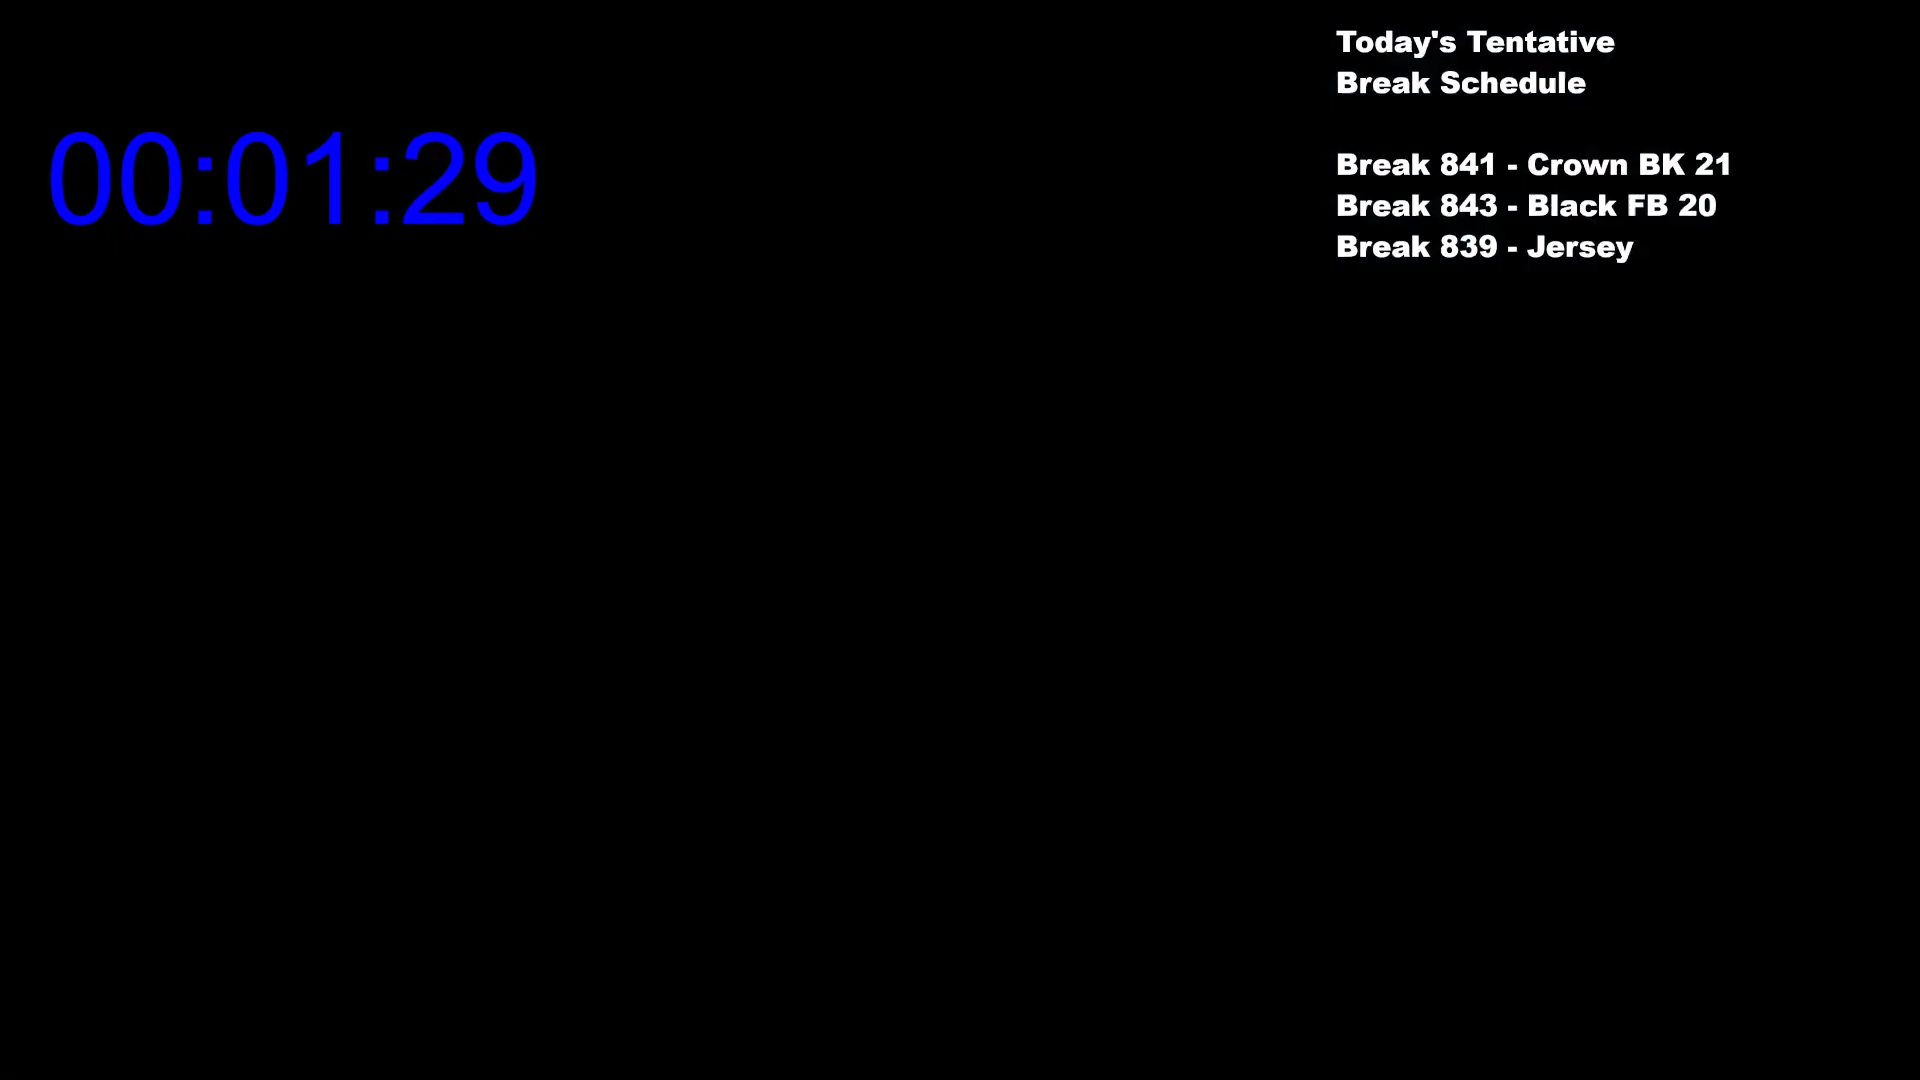 00:01:29
Today's Tentative
Break Schedule
Break 841 - Crown BK 21
Break 843 - Black FB 20
Break 839 - Jersey